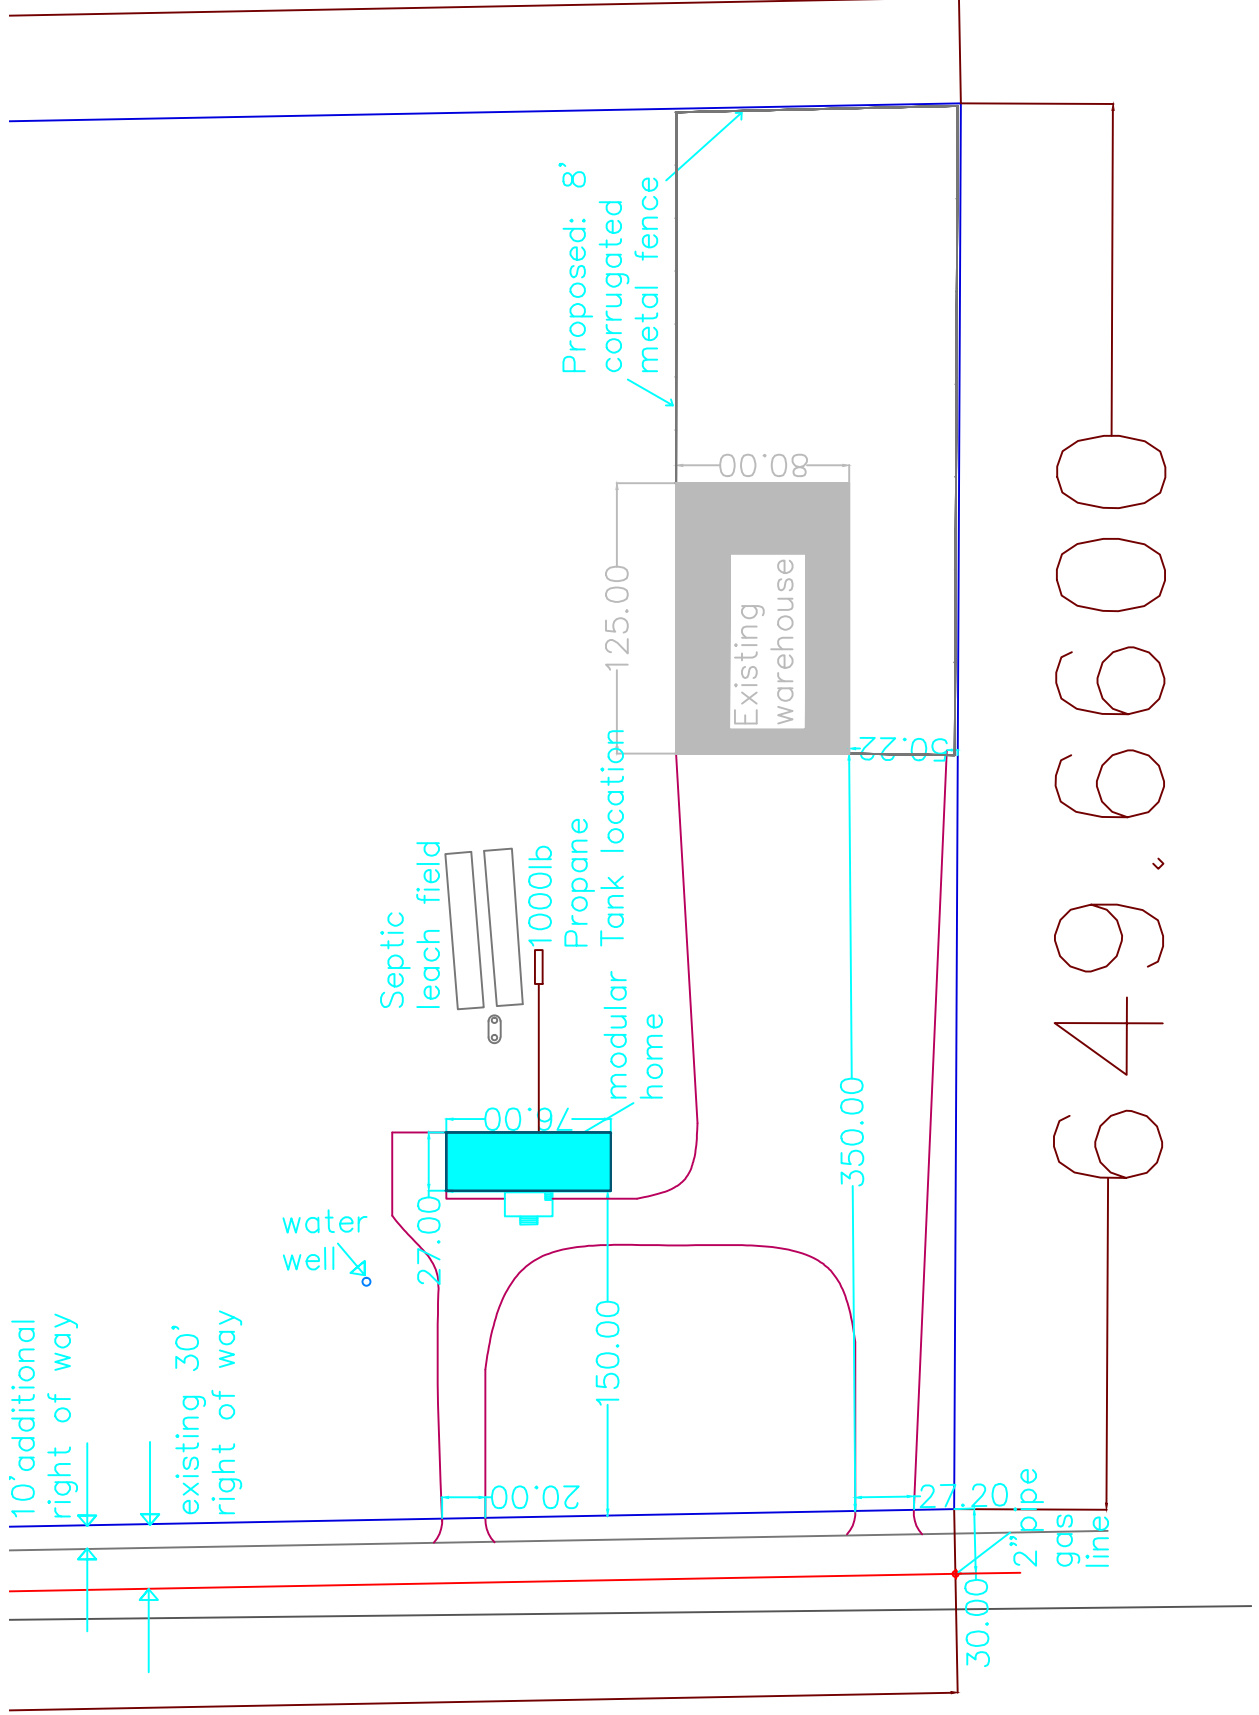 Proposed: 8'
corrugated
metal fence
80.00
125.00
Existing
warehouse
50.22
649.6600
Septic
leach field
1000lb
Propane
Tank location
modular
home
76.00
27.00
350.00
water
well
150.00
10'additional
right of way
existing 30'
right of way
20.00
27.20
2" pipe
gas
line
30.00